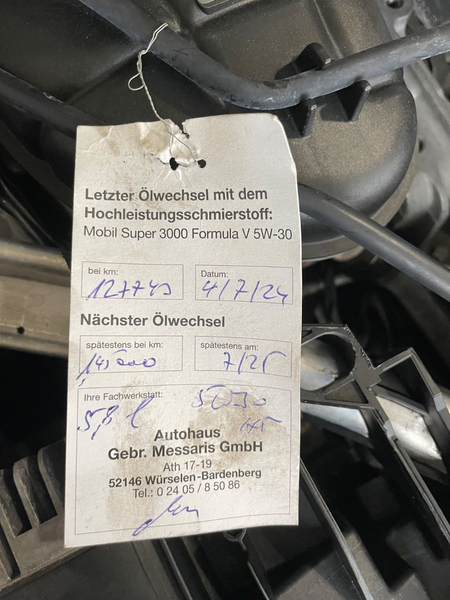 Letzter Ölwechsel mit dem
Hochleistungsschmierstoff:
Mobil Super 3000 Formula V 5W-30
bei km: Datum:
4/7/24
Nächster Ölwechsel
spätestens bei km: spätestens am:
145000 7/25
Ihre Fachwerkstatt: 5W30
5,8 l
Autohaus
Gebr. Messaris GmbH
Ath 17-19
52146 Würselen-Bardenberg
Tel.: 0 24 05 / 8 50 86